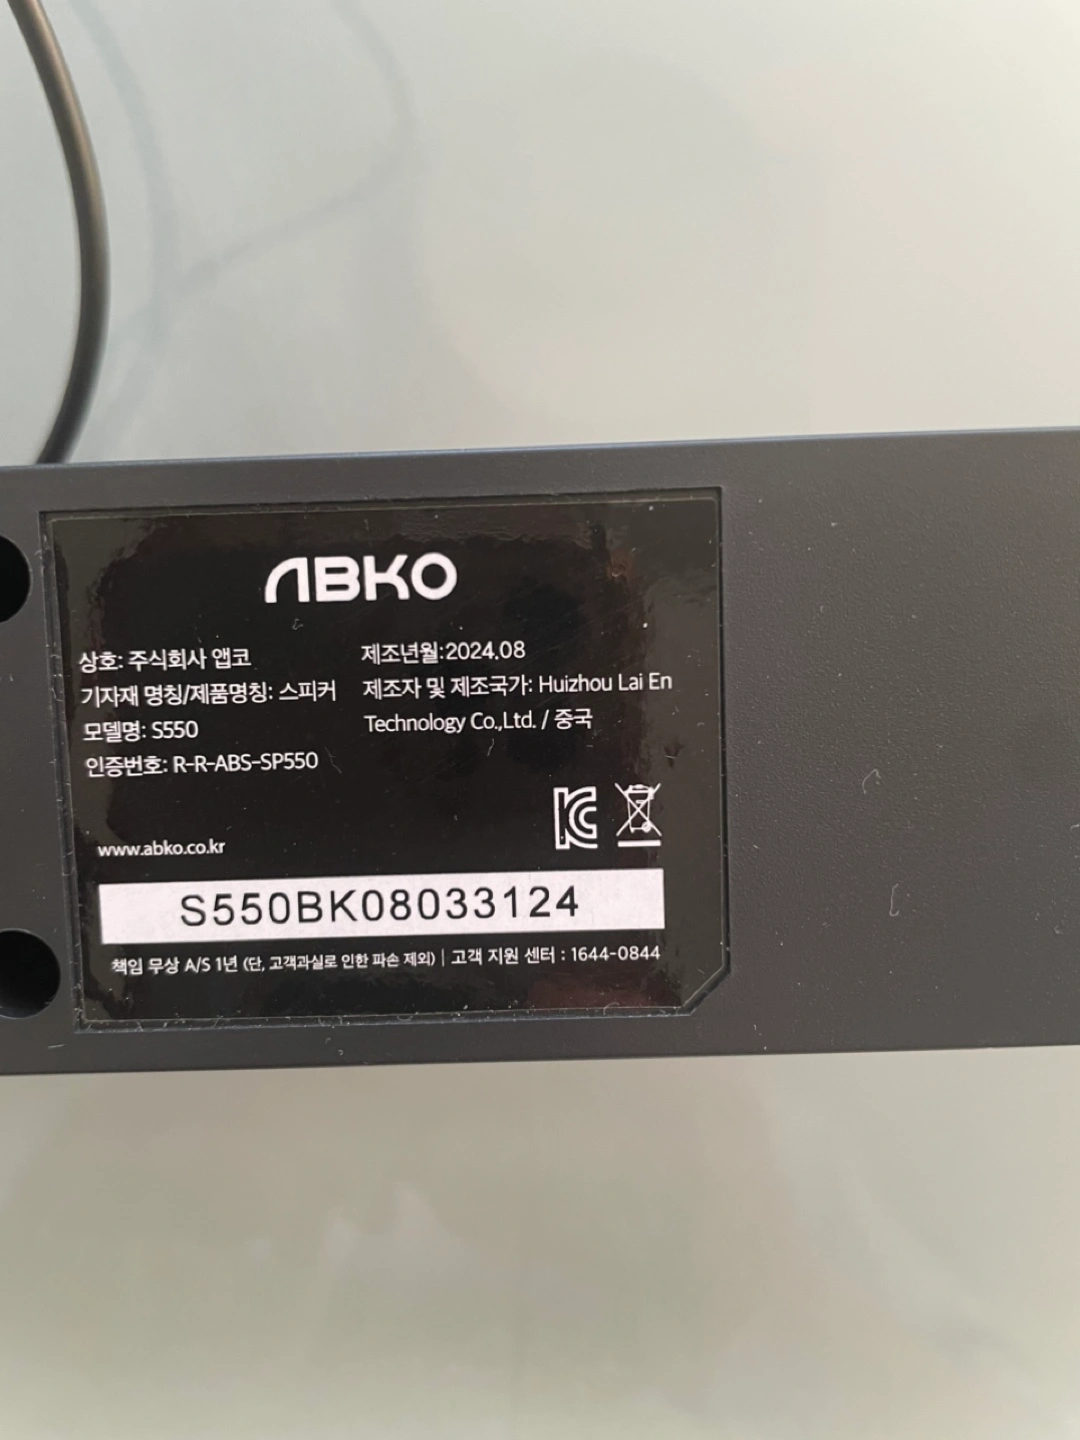 ABKO
상호: 주식회사 앱코
기자재 명칭/제품명칭: 스피커
모델명: S550
인증번호: R-R-ABS-SP550
제조년월:2024.08
제조자 및 제조국가: Huizhou Lai En
Technology Co.,Ltd. / 중국
www.abko.co.kr
S550BK08033124
책임 무상 A/S 1년 (단, 고객과실로 인한 파손 제외) | 고객 지원 센터 : 1644-0844